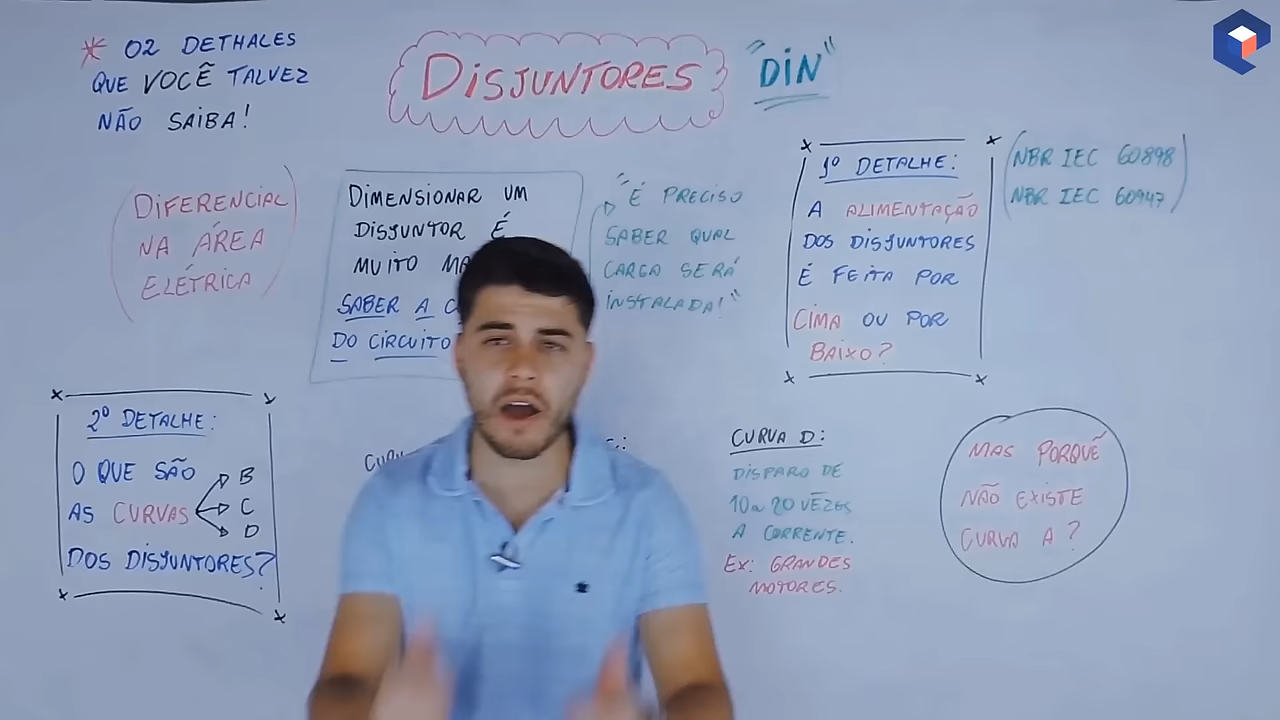 * 02 DETHALES
QUE VOCÊ TALVEZ
NÃO SAIBA!
DISJUNTORES
"DIN"
DIFERENCIAL
NA ÁREA
ELÉTRICA
DIMENSIONAR UM
DISJUNTOR É
MUITO
SABER A
DO CIRCUITO
"É PRECISO
SABER QUAL
CARGA SERÁ
INSTALADA!"
1º DETALHE:
A ALIMENTAÇÃO
DOS DISJUNTORES
É FEITA POR
CIMA OU POR
BAIXO?
(NBR IEC 60898
NBR IEC 60947)
2º DETALHE:
O QUE SÃO
AS CURVAS
B
C
D
DOS DISJUNTORES?
CURVA D:
DISPARO DE
10 a 20 VÊZES
A CORRENTE.
EX: GRANDES
MOTORES.
MAS PORQUÊ
NÃO EXISTE
CURVA A?